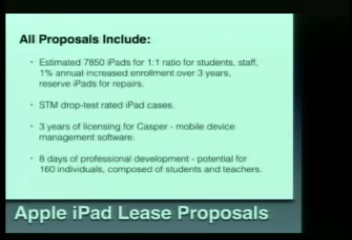 All Proposals Include:
- Estimated 7850 iPads for 1:1 ratio for students, staff,
1% annual increased enrollment over 3 years,
reserve iPads for repairs.
- STM drop-test rated iPad cases.
- 3 years of licensing for Casper - mobile device
management software.
- 8 days of professional development - potential for
160 individuals, composed of students and teachers.
Apple iPad Lease Proposals